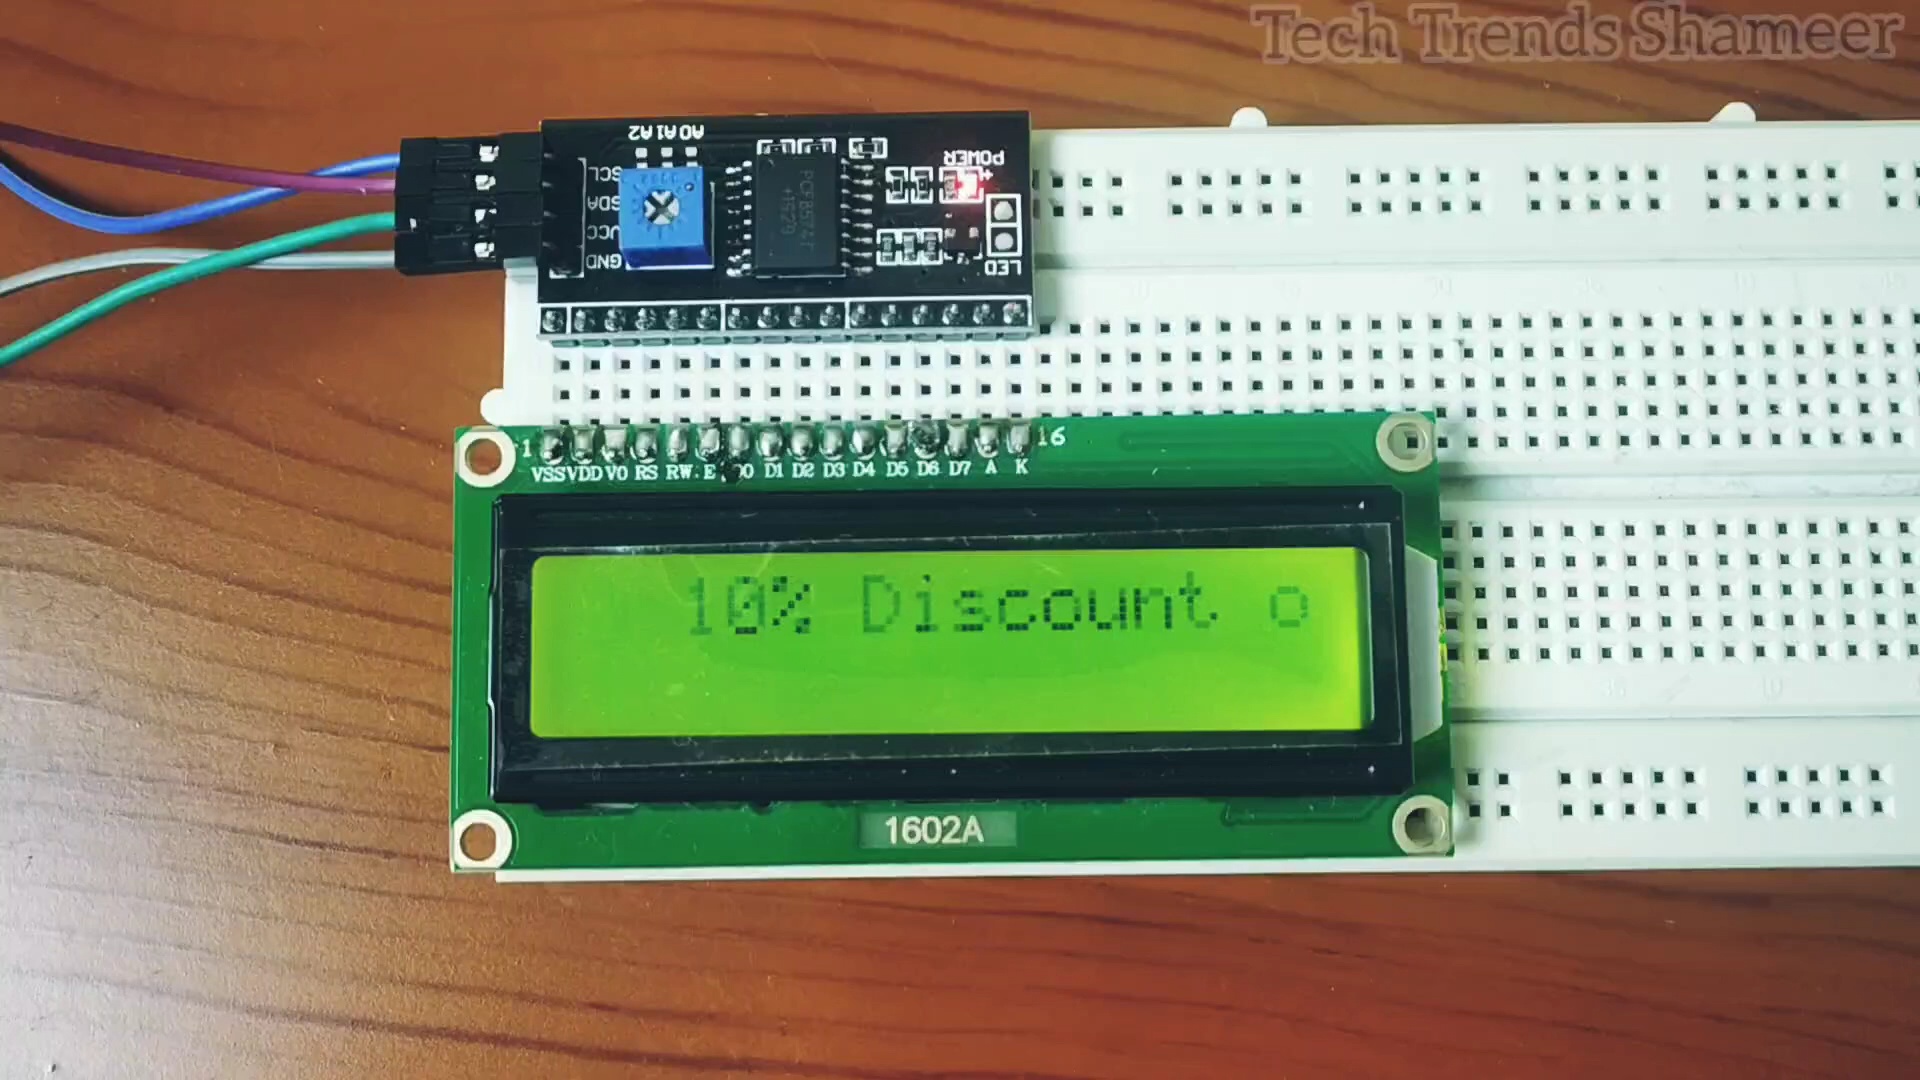 Tech Trends Shameer
A0 A1 A2
POWER
SCL
SDA
VCC
GND
PCF8574T
LED
1 16
VSS VDD V0 RS RW E D1 D2 D3 D4 D5 D6 D7 A K
10% Discount o
1602A